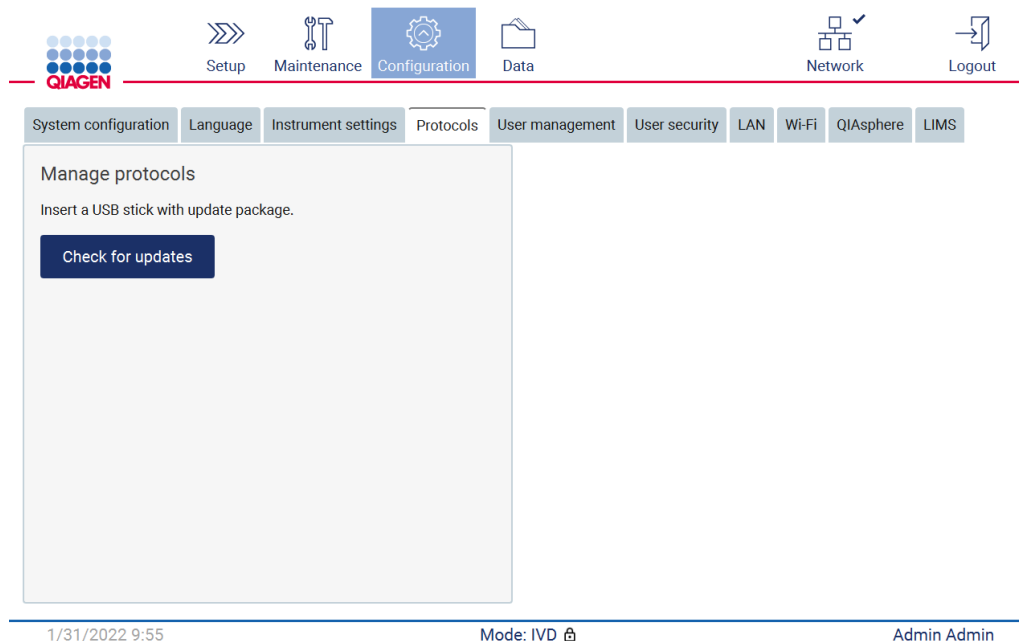 QIAGEN
Setup Maintenance Configuration Data Network Logout
System configuration Language Instrument settings Protocols User management User security LAN Wi-Fi QIAsphere LIMS
Manage protocols
Insert a USB stick with update package.
Check for updates
1/31/2022 9:55 Mode: IVD Admin Admin